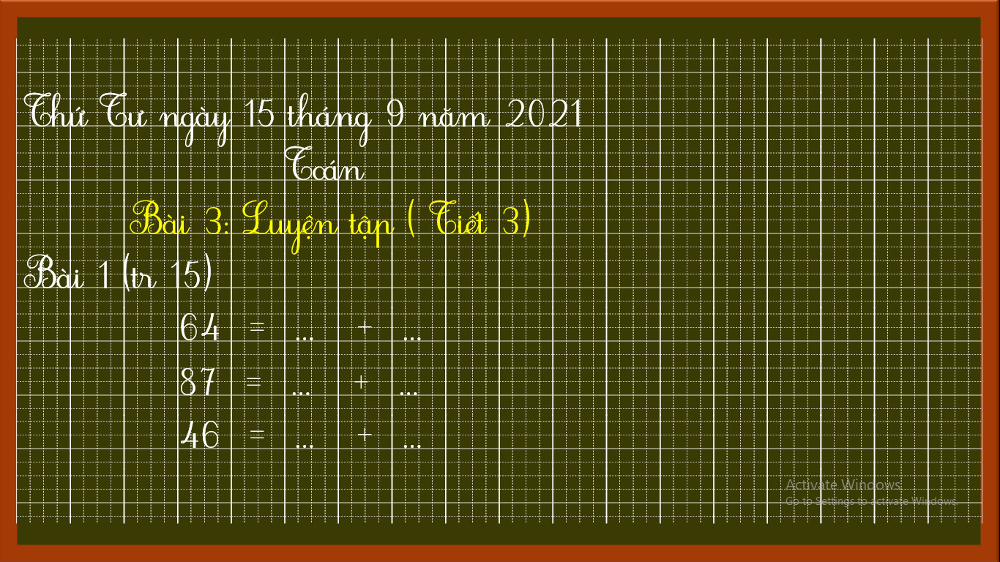 Thứ Tư ngày 15 tháng 9 năm 2021
Toán
Bài 3: Luyện tập ( Tiết 3)
Bài 1 (tr 15)
64 = ... + ...
87 = ... + ...
46 = ... + ...
Activate Windows
Go to Settings to activate Windows.